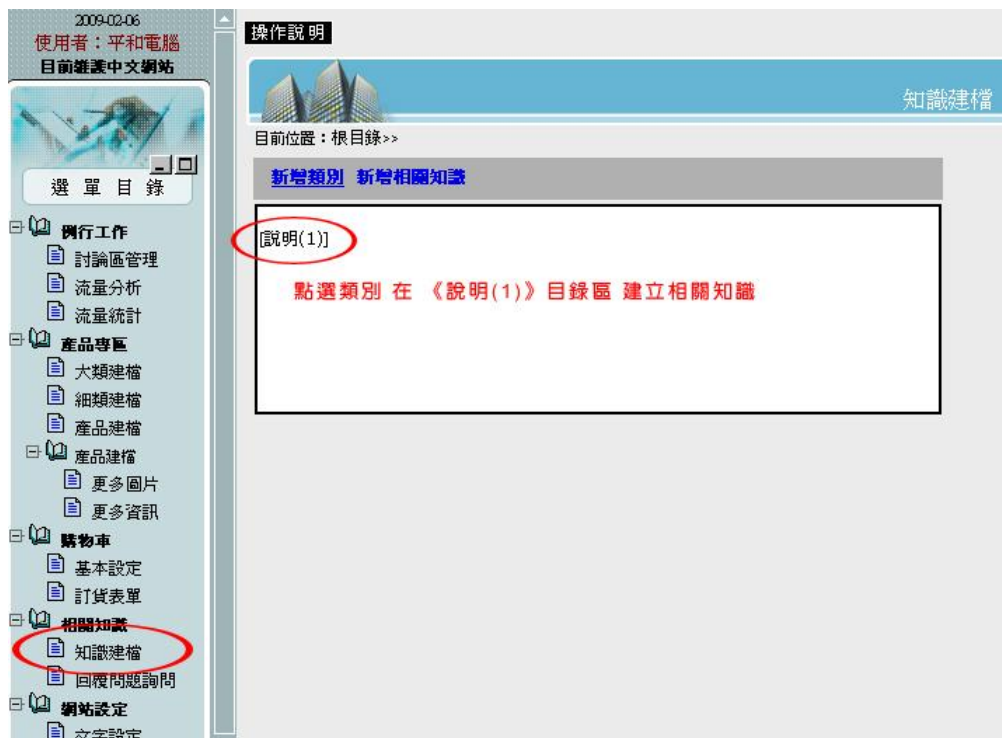 2009-02-06
使用者：平和電腦
目前維護中文網站
選單目錄
例行工作
討論區管理
流量分析
流量統計
產品專區
大類建檔
細類建檔
產品建檔
產品建檔
更多圖片
更多資訊
購物車
基本設定
訂貨表單
相關知識
知識建檔
回覆問題詢問
網站設定
文字設定
操作說明
知識建檔
目前位置：根目錄>>
新增類別 新增相關知識
[說明(1)]
點選類別 在 《說明(1)》目錄區 建立相關知識